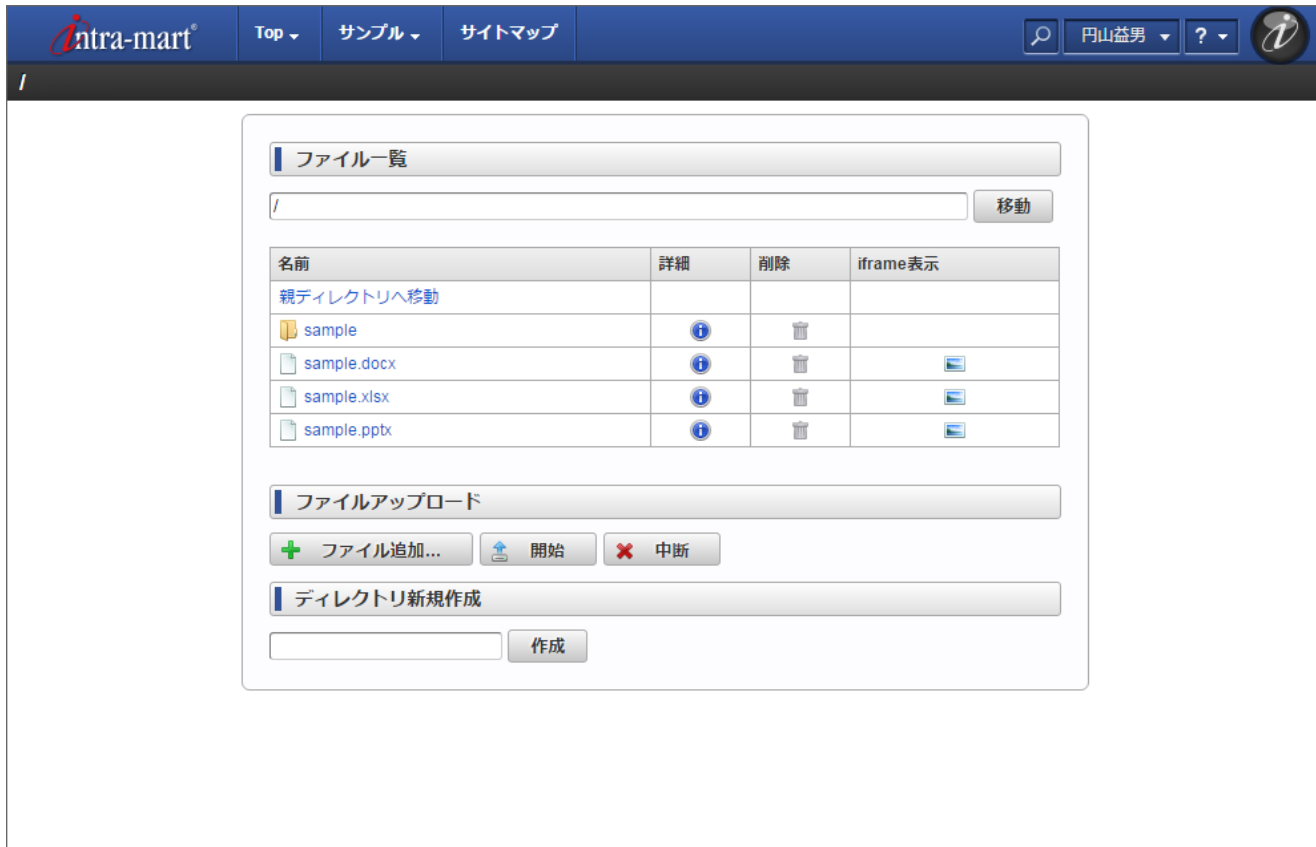 intra-mart®
Top サンプル サイトマップ 円山益男 ?
/
ファイル一覧
/ 移動
名前 詳細 削除 iframe表示
親ディレクトリへ移動
sample
sample.docx
sample.xlsx
sample.pptx
ファイルアップロード
ファイル追加... 開始 中断
ディレクトリ新規作成
作成